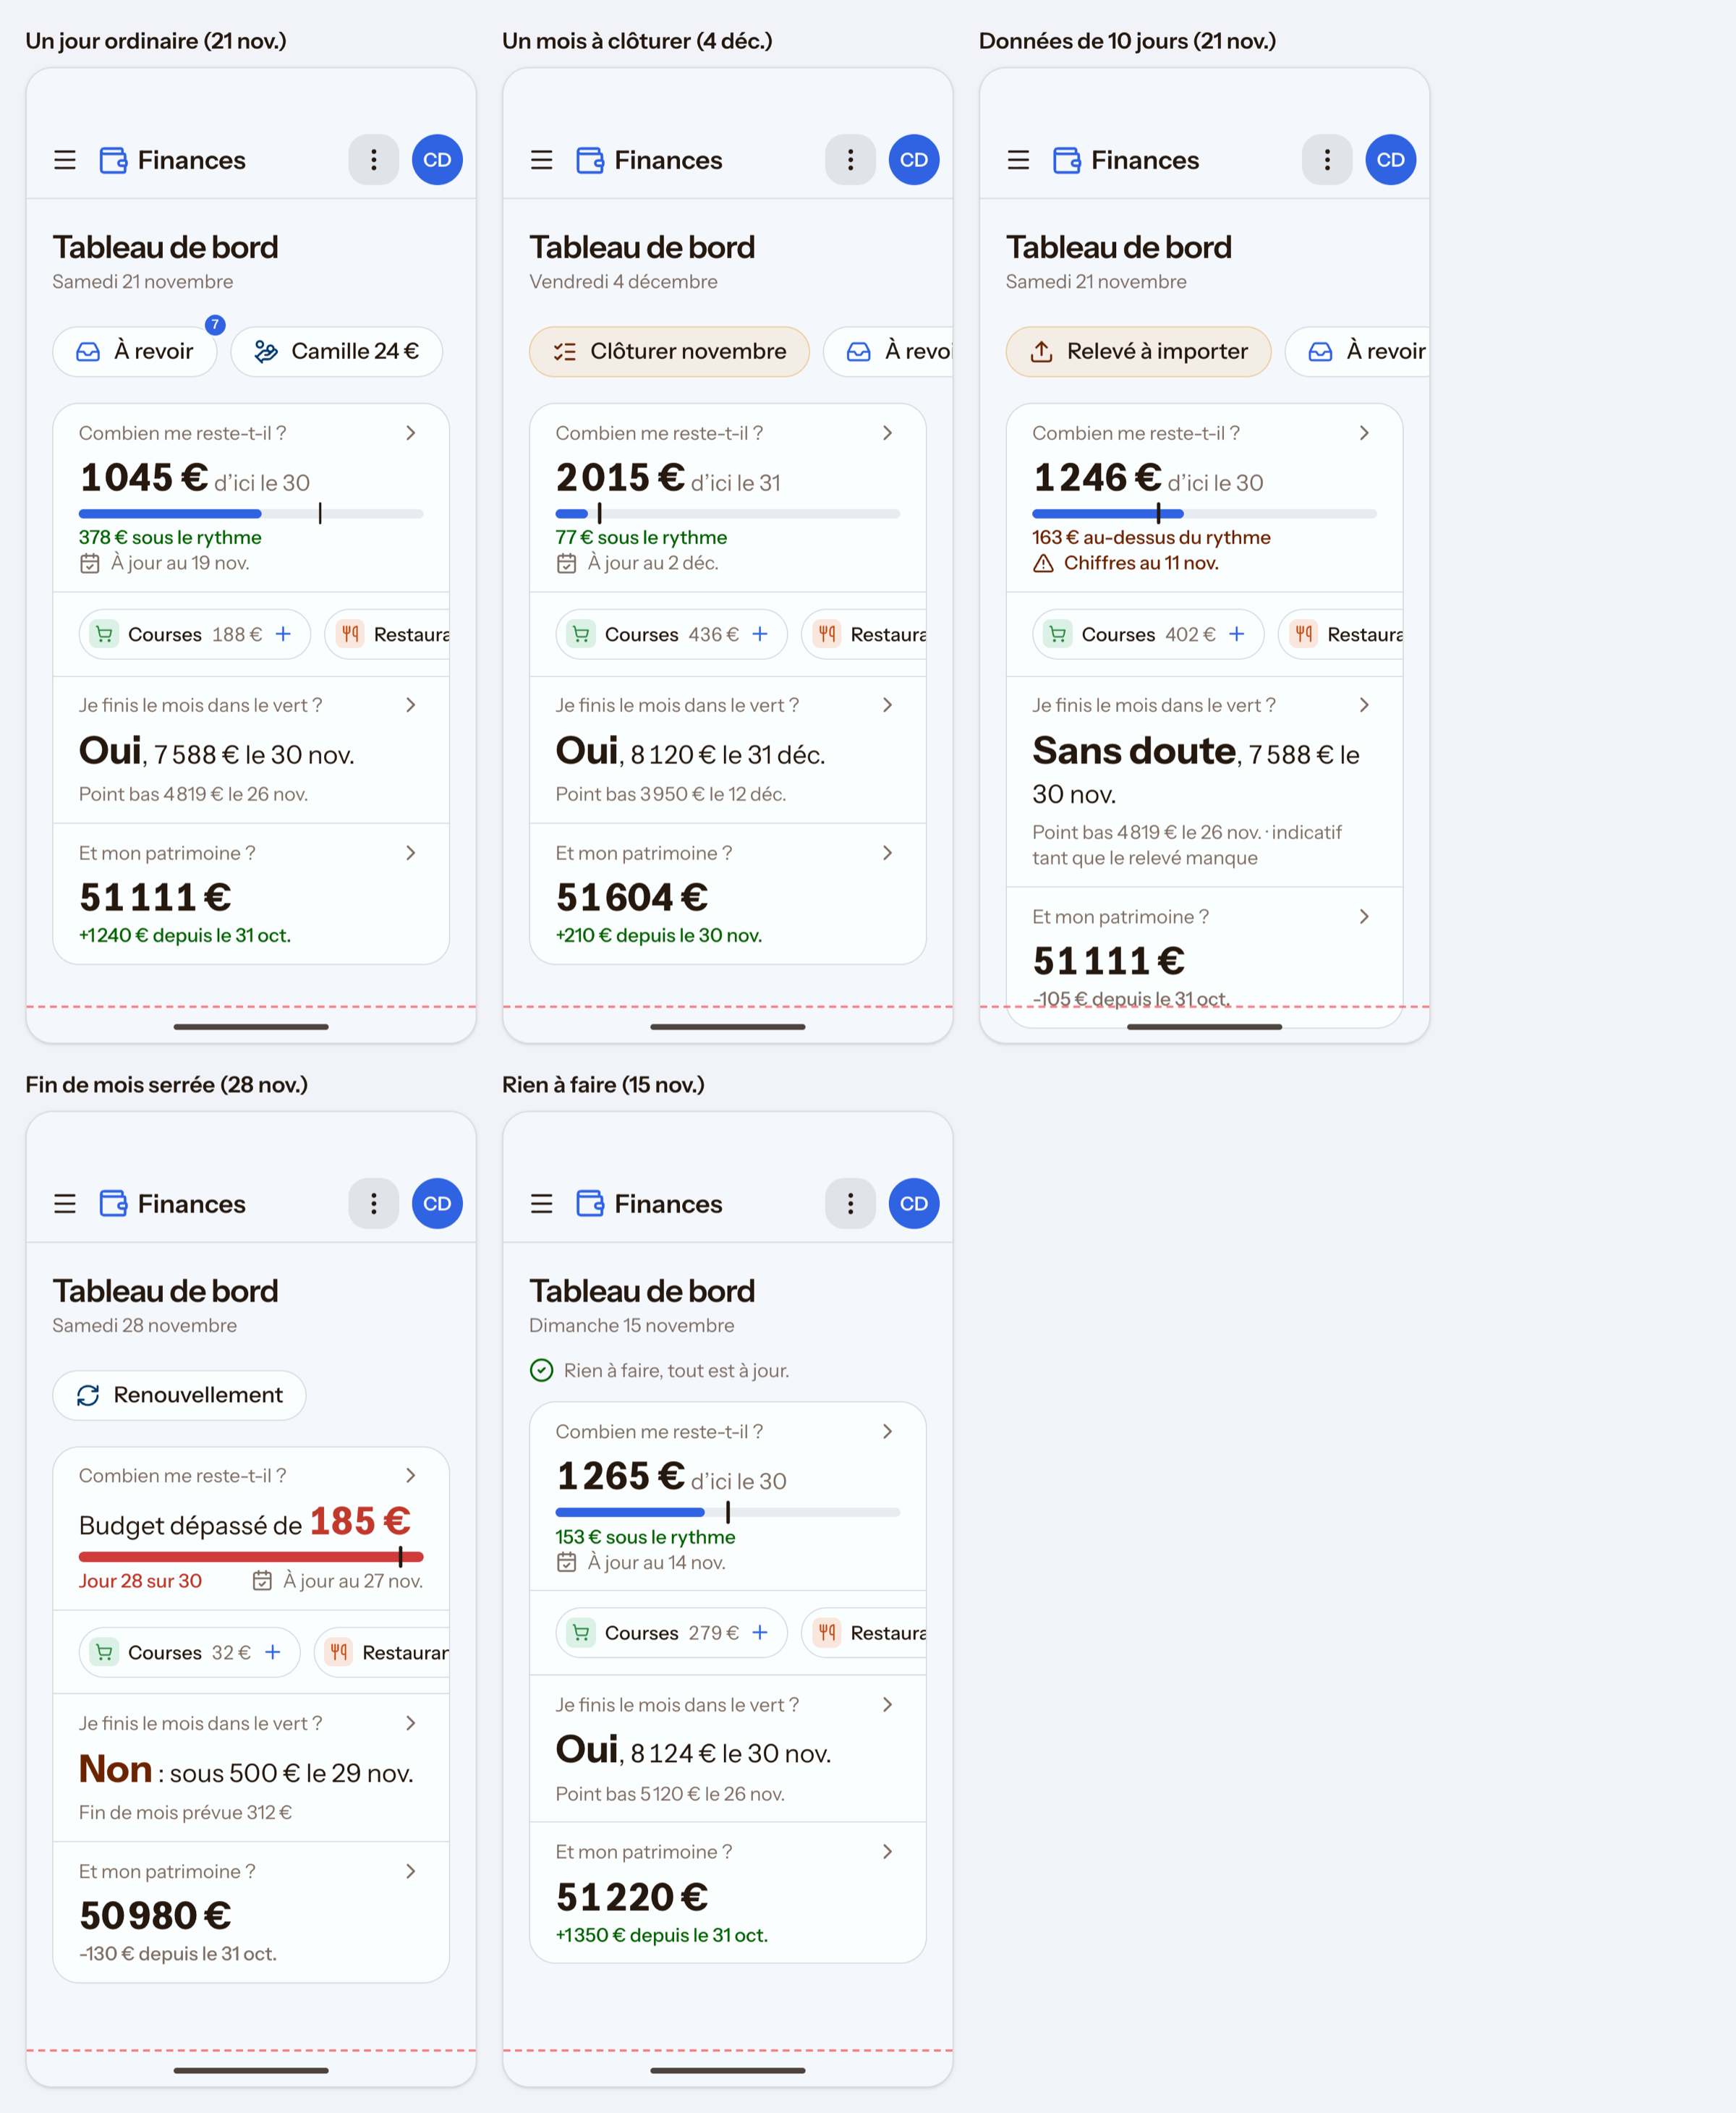 Un jour ordinaire (21 nov.)
Finances
CD
Tableau de bord
Samedi 21 novembre
À revoir
7
Camille 24 €
Combien me reste-t-il ?
1 045 € d’ici le 30
378 € sous le rythme
À jour au 19 nov.
Courses 188 € +
Restaura
Je finis le mois dans le vert ?
Oui, 7 588 € le 30 nov.
Point bas 4 819 € le 26 nov.
Et mon patrimoine ?
51 111 €
+1 240 € depuis le 31 oct.
Un mois à clôturer (4 déc.)
Finances
CD
Tableau de bord
Vendredi 4 décembre
Clôturer novembre
À revoi
Combien me reste-t-il ?
2 015 € d’ici le 31
77 € sous le rythme
À jour au 2 déc.
Courses 436 € +
Restaura
Je finis le mois dans le vert ?
Oui, 8 120 € le 31 déc.
Point bas 3 950 € le 12 déc.
Et mon patrimoine ?
51 604 €
+210 € depuis le 30 nov.
Données de 10 jours (21 nov.)
Finances
CD
Tableau de bord
Samedi 21 novembre
Relevé à importer
À revoir
Combien me reste-t-il ?
1 246 € d’ici le 30
163 € au-dessus du rythme
Chiffres au 11 nov.
Courses 402 € +
Restaura
Je finis le mois dans le vert ?
Sans doute, 7 588 € le
30 nov.
Point bas 4 819 € le 26 nov. · indicatif
tant que le relevé manque
Et mon patrimoine ?
51 111 €
-105 € depuis le 31 oct.
Fin de mois serrée (28 nov.)
Finances
CD
Tableau de bord
Samedi 28 novembre
Renouvellement
Combien me reste-t-il ?
Budget dépassé de 185 €
Jour 28 sur 30
À jour au 27 nov.
Courses 32 € +
Restauran
Je finis le mois dans le vert ?
Non : sous 500 € le 29 nov.
Fin de mois prévue 312 €
Et mon patrimoine ?
50 980 €
-130 € depuis le 31 oct.
Rien à faire (15 nov.)
Finances
CD
Tableau de bord
Dimanche 15 novembre
Rien à faire, tout est à jour.
Combien me reste-t-il ?
1 265 € d’ici le 30
153 € sous le rythme
À jour au 14 nov.
Courses 279 € +
Restaura
Je finis le mois dans le vert ?
Oui, 8 124 € le 30 nov.
Point bas 5 120 € le 26 nov.
Et mon patrimoine ?
51 220 €
+1 350 € depuis le 31 oct.